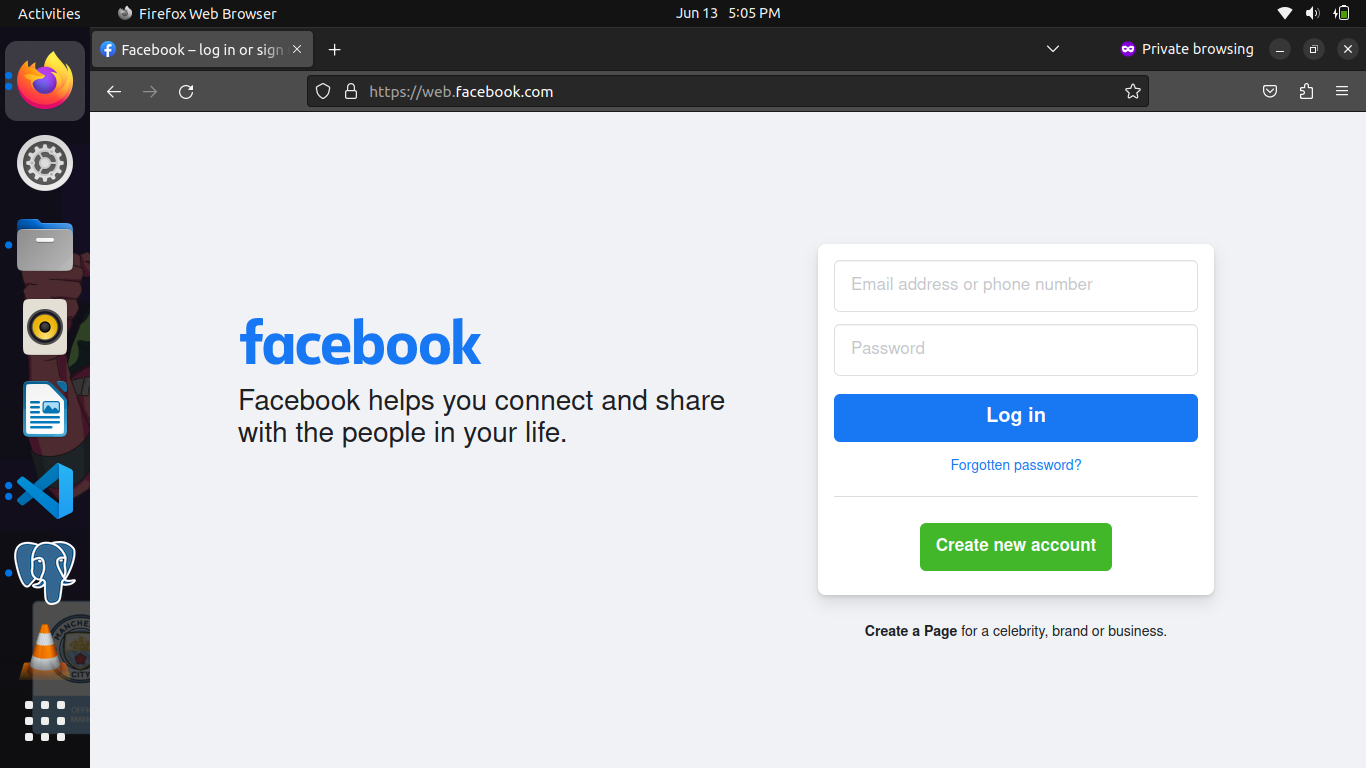 Activities
Firefox Web Browser
Jun 13 5:05 PM
Facebook – log in or sign
Private browsing
https://web.facebook.com
facebook
Facebook helps you connect and share
with the people in your life.
Email address or phone number
Password
Log in
Forgotten password?
Create new account
Create a Page for a celebrity, brand or business.
MANCHE
CITY